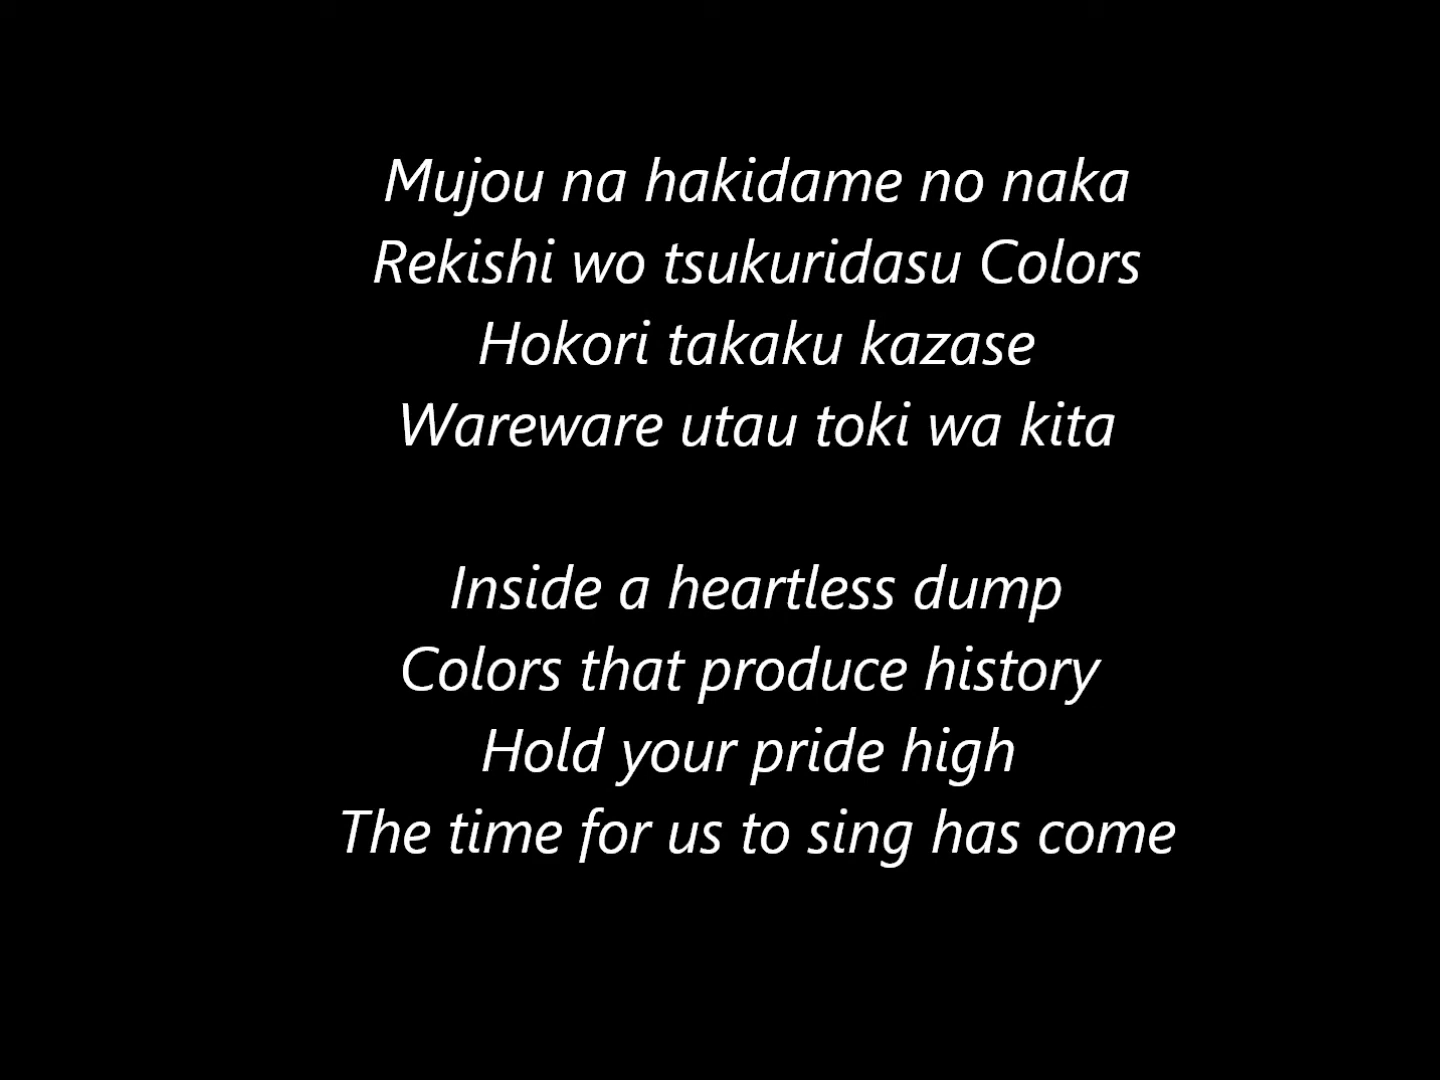 Mujou na hakidame no naka
Rekishi wo tsukuridasu Colors
Hokori takaku kazase
Wareware utau toki wa kita
Inside a heartless dump
Colors that produce history
Hold your pride high
The time for us to sing has come